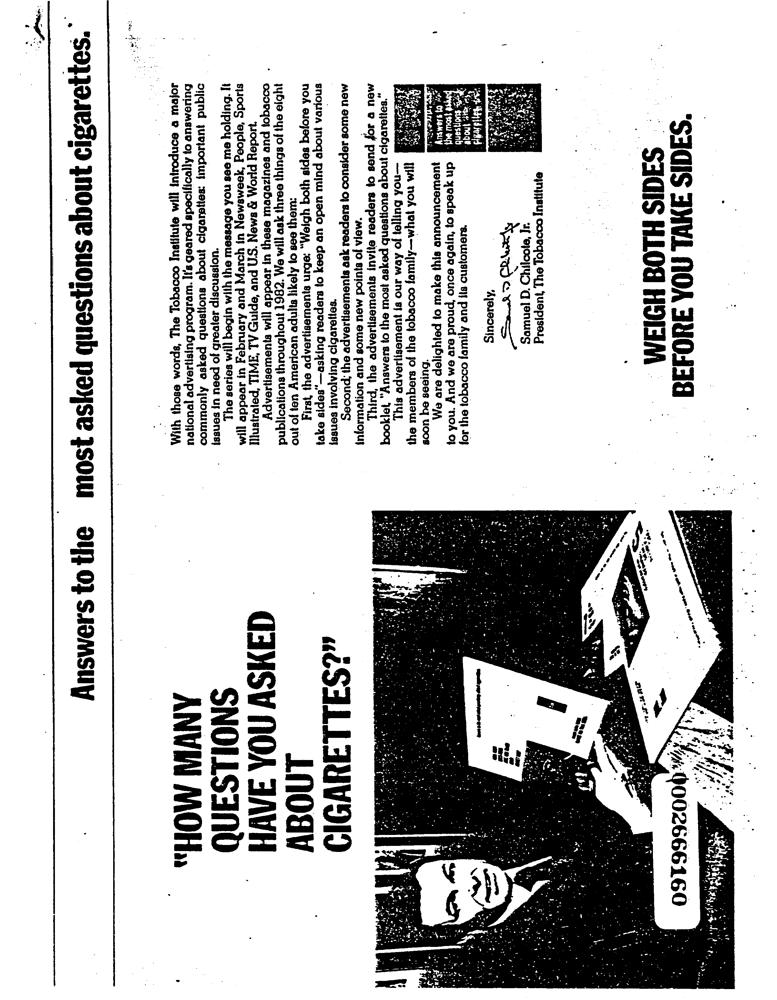 Answers to the most asked questions about cigarettes.
"HOW MANY
QUESTIONS
HAVE YOU ASKED
ABOUT
CIGARETTES?"
With those words, The Tobacco Institute will introduce a major
national advertising program. It's geared specifically to answering
commonly asked questions about cigarettes: important public
issues in need of greater discussion.
The series will begin with the message you see me holding. It
will appear in February and March in Newsweek, People, Sports
Illustrated, TIME, TV Guide, and U.S. News & World Report.
Advertisements will appear in these magazines and tobacco
publications throughout 1982. We will ask three things of the eight
out of ten American adults likely to see them:
First, the advertisements urge: "Weigh both sides before you
take sides"—asking readers to keep an open mind about various
issues involving cigarettes.
Second, the advertisements ask readers to consider some new
information and some new points of view.
Third, the advertisements invite readers to send for a new
booklet, "Answers to the most asked questions about cigarettes."
This advertisement is our way of telling you—
the members of the tobacco family—what you will
soon be seeing.
We are delighted to make this announcement
to you. And we are proud, once again, to speak up
for the tobacco family and its customers.
Answers to
the most asked
questions
about
cigarettes
Sincerely,
Samuel D. Chilcote, Jr.
President, The Tobacco Institute
WEIGH BOTH SIDES
BEFORE YOU TAKE SIDES.
0002666160